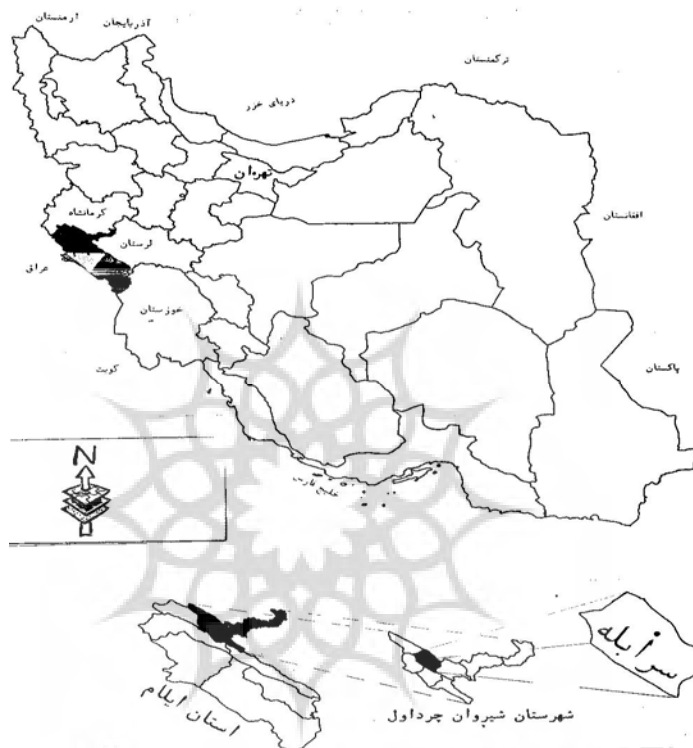 ارمنستان
آذربایجان
ترکمنستان
دریای خزر
تهران
افغانستان
کرمانشاه
لرستان
عراق
خوزستان
پاکستان
کویت
N
خلیج فارس
سرابله
استان ایلام
شهرستان شیروان چرداول